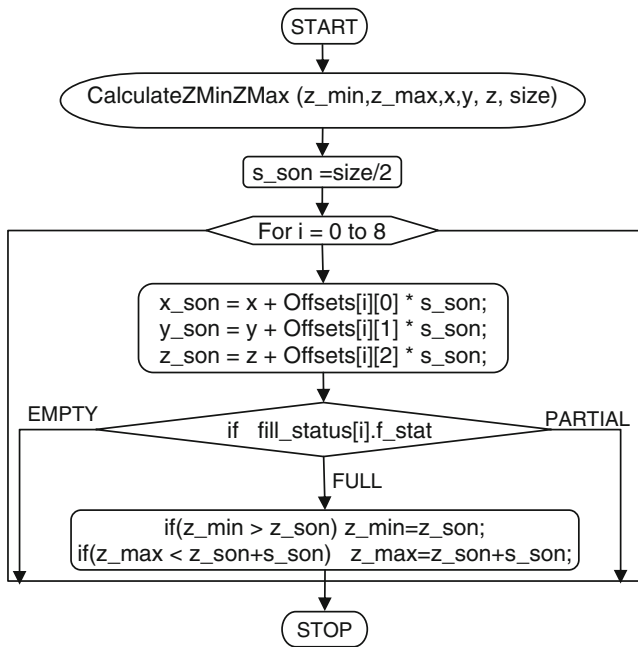 START
CalculateZMinZMax (z_min,z_max,x,y, z, size)
s_son =size/2
For i = 0 to 8
x_son = x + Offsets[i][0] * s_son;
y_son = y + Offsets[i][1] * s_son;
z_son = z + Offsets[i][2] * s_son;
EMPTY
if fill_status[i].f_stat
PARTIAL
FULL
if(z_min > z_son) z_min=z_son;
if(z_max < z_son+s_son) z_max=z_son+s_son;
STOP